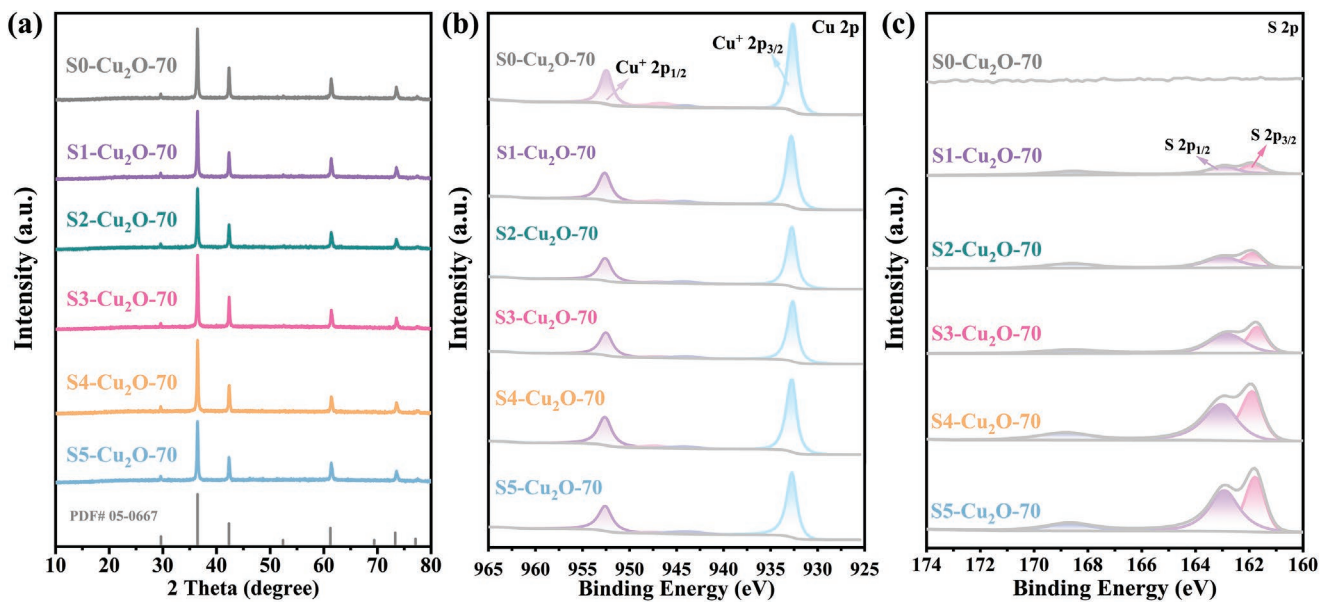 (a)
S0-Cu₂O-70
S1-Cu₂O-70
S2-Cu₂O-70
S3-Cu₂O-70
S4-Cu₂O-70
S5-Cu₂O-70
PDF# 05-0667
Intensity (a.u.)
10 20 30 40 50 60 70 80
2 Theta (degree)
(b)
Cu 2p
S0-Cu₂O-70
Cu⁺ 2p₃/₂
Cu⁺ 2p₁/₂
S1-Cu₂O-70
S2-Cu₂O-70
S3-Cu₂O-70
S4-Cu₂O-70
S5-Cu₂O-70
Intensity (a.u.)
965 960 955 950 945 940 935 930 925
Binding Energy (eV)
(c)
S 2p
S0-Cu₂O-70
S1-Cu₂O-70
S 2p₁/₂
S 2p₃/₂
S2-Cu₂O-70
S3-Cu₂O-70
S4-Cu₂O-70
S5-Cu₂O-70
Intensity (a.u.)
174 172 170 168 166 164 162 160
Binding Energy (eV)